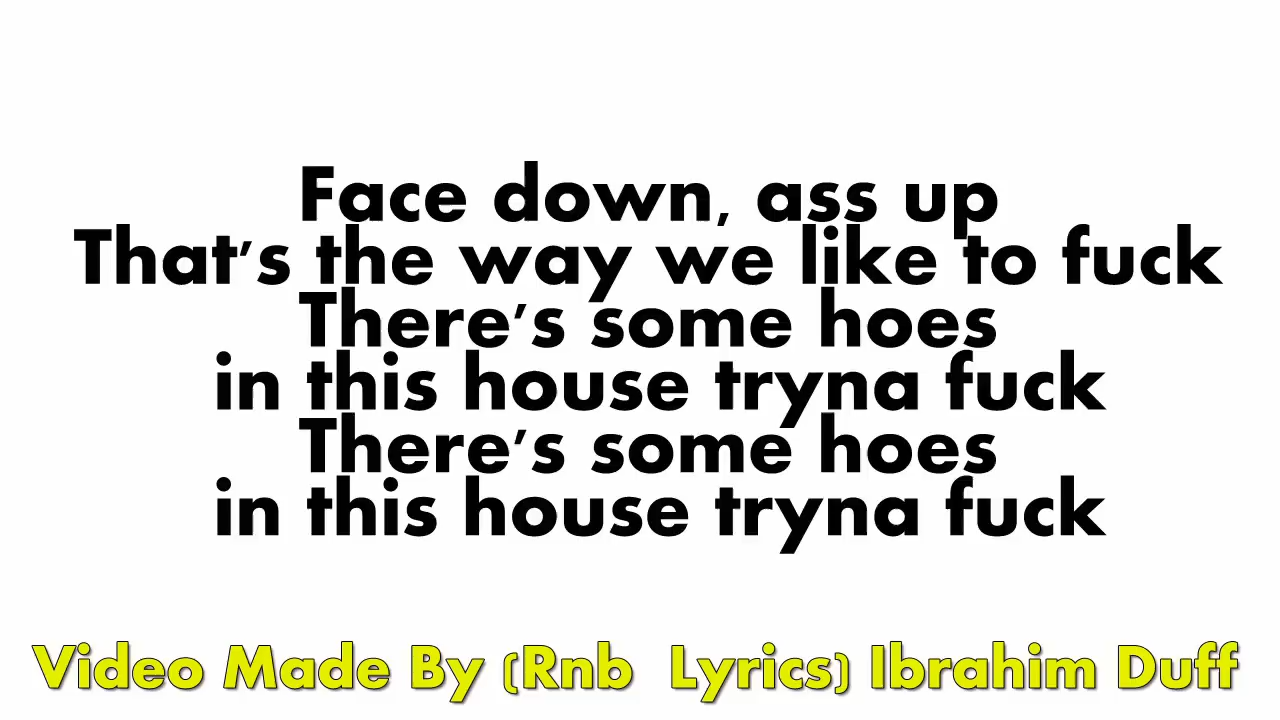 Face down, ass up
That's the way we like to fuck
There's some hoes
in this house tryna fuck
There's some hoes
in this house tryna fuck
Video Made By (Rnb  Lyrics) Ibrahim Duff